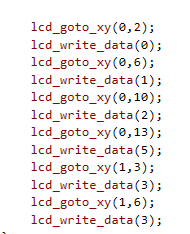 lcd_goto_xy(0,2);
lcd_write_data(0);
lcd_goto_xy(0,6);
lcd_write_data(1);
lcd_goto_xy(0,10);
lcd_write_data(2);
lcd_goto_xy(0,13);
lcd_write_data(5);
lcd_goto_xy(1,3);
lcd_write_data(3);
lcd_goto_xy(1,6);
lcd_write_data(3);